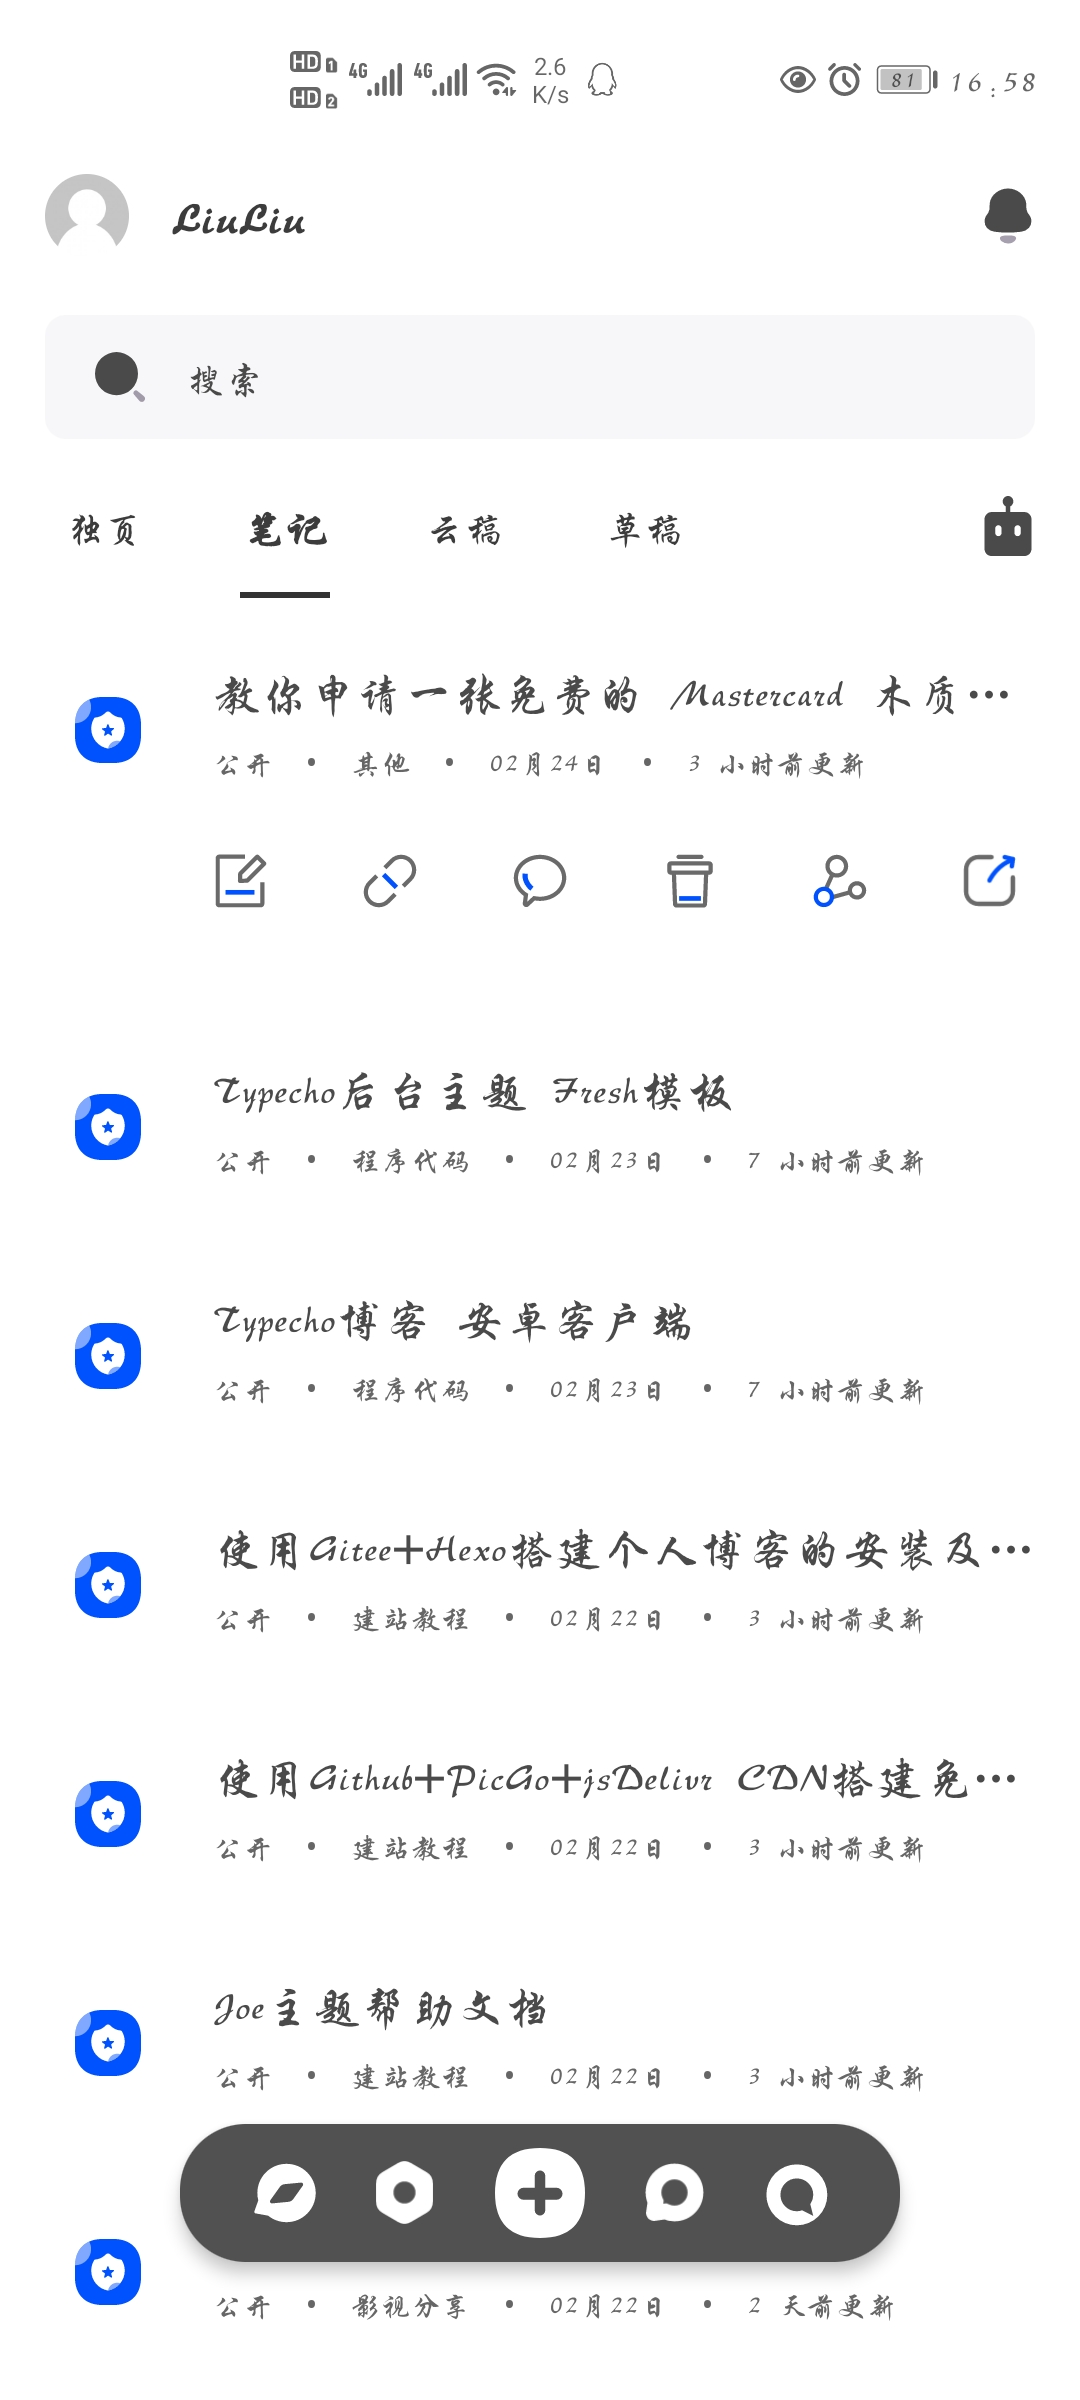 HD 1 4G 4G 2.6 K/s 81 16:58
HD 2
LiuLiu
搜索
独页 笔记 云稿 草稿
教你申请一张免费的 Mastercard 木质…
公开 • 其他 • 02月24日 • 3 小时前更新
Typecho后台主题 Fresh模板
公开 • 程序代码 • 02月23日 • 7 小时前更新
Typecho博客 安卓客户端
公开 • 程序代码 • 02月23日 • 7 小时前更新
使用Gitee+Hexo搭建个人博客的安装及…
公开 • 建站教程 • 02月22日 • 3 小时前更新
使用Github+PicGo+jsDelivr CDN搭建免…
公开 • 建站教程 • 02月22日 • 3 小时前更新
Joe主题帮助文档
公开 • 建站教程 • 02月22日 • 3 小时前更新
公开 • 影视分享 • 02月22日 • 2 天前更新